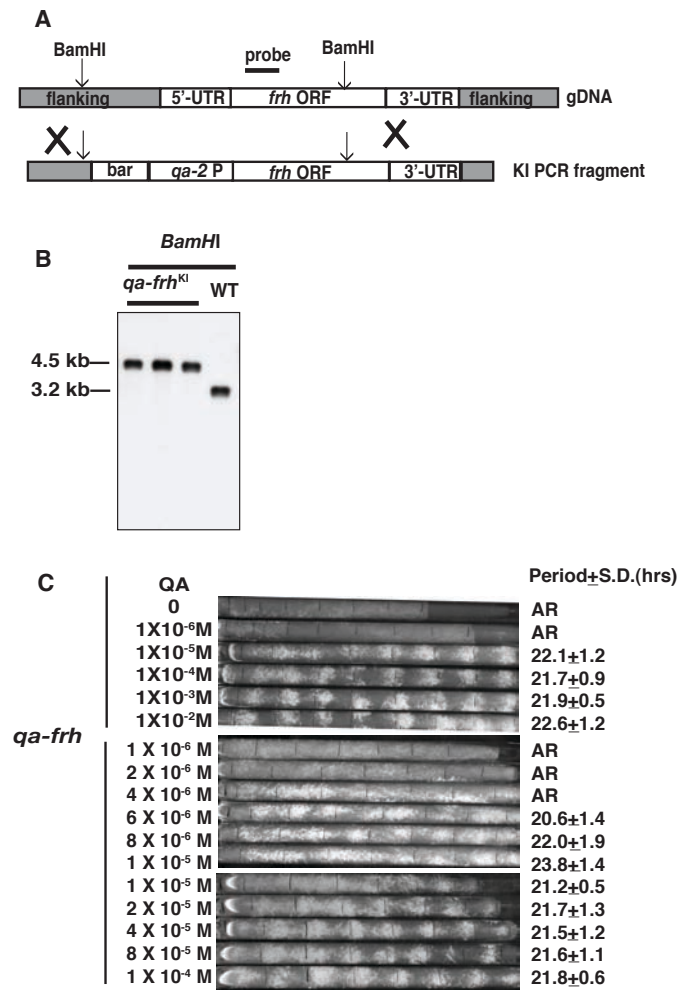 A
probe
BamHI
BamHI
flanking
5'-UTR
frh ORF
3'-UTR
flanking
gDNA
X
X
bar
qa-2 P
frh ORF
3'-UTR
KI PCR fragment
B
BamHI
qa-frhᴷᴵ
WT
4.5 kb
3.2 kb
C
QA
Period±S.D.(hrs)
0 AR
1X10⁻⁶M AR
1X10⁻⁵M 22.1±1.2
1X10⁻⁴M 21.7±0.9
1X10⁻³M 21.9±0.5
1X10⁻²M 22.6±1.2
qa-frh
1 X 10⁻⁶ M AR
2 X 10⁻⁶ M AR
4 X 10⁻⁶ M AR
6 X 10⁻⁶ M 20.6±1.4
8 X 10⁻⁶ M 22.0±1.9
1 X 10⁻⁵ M 23.8±1.4
1 X 10⁻⁵ M 21.2±0.5
2 X 10⁻⁵ M 21.7±1.3
4 X 10⁻⁵ M 21.5±1.2
8 X 10⁻⁵ M 21.6±1.1
1 X 10⁻⁴ M 21.8±0.6